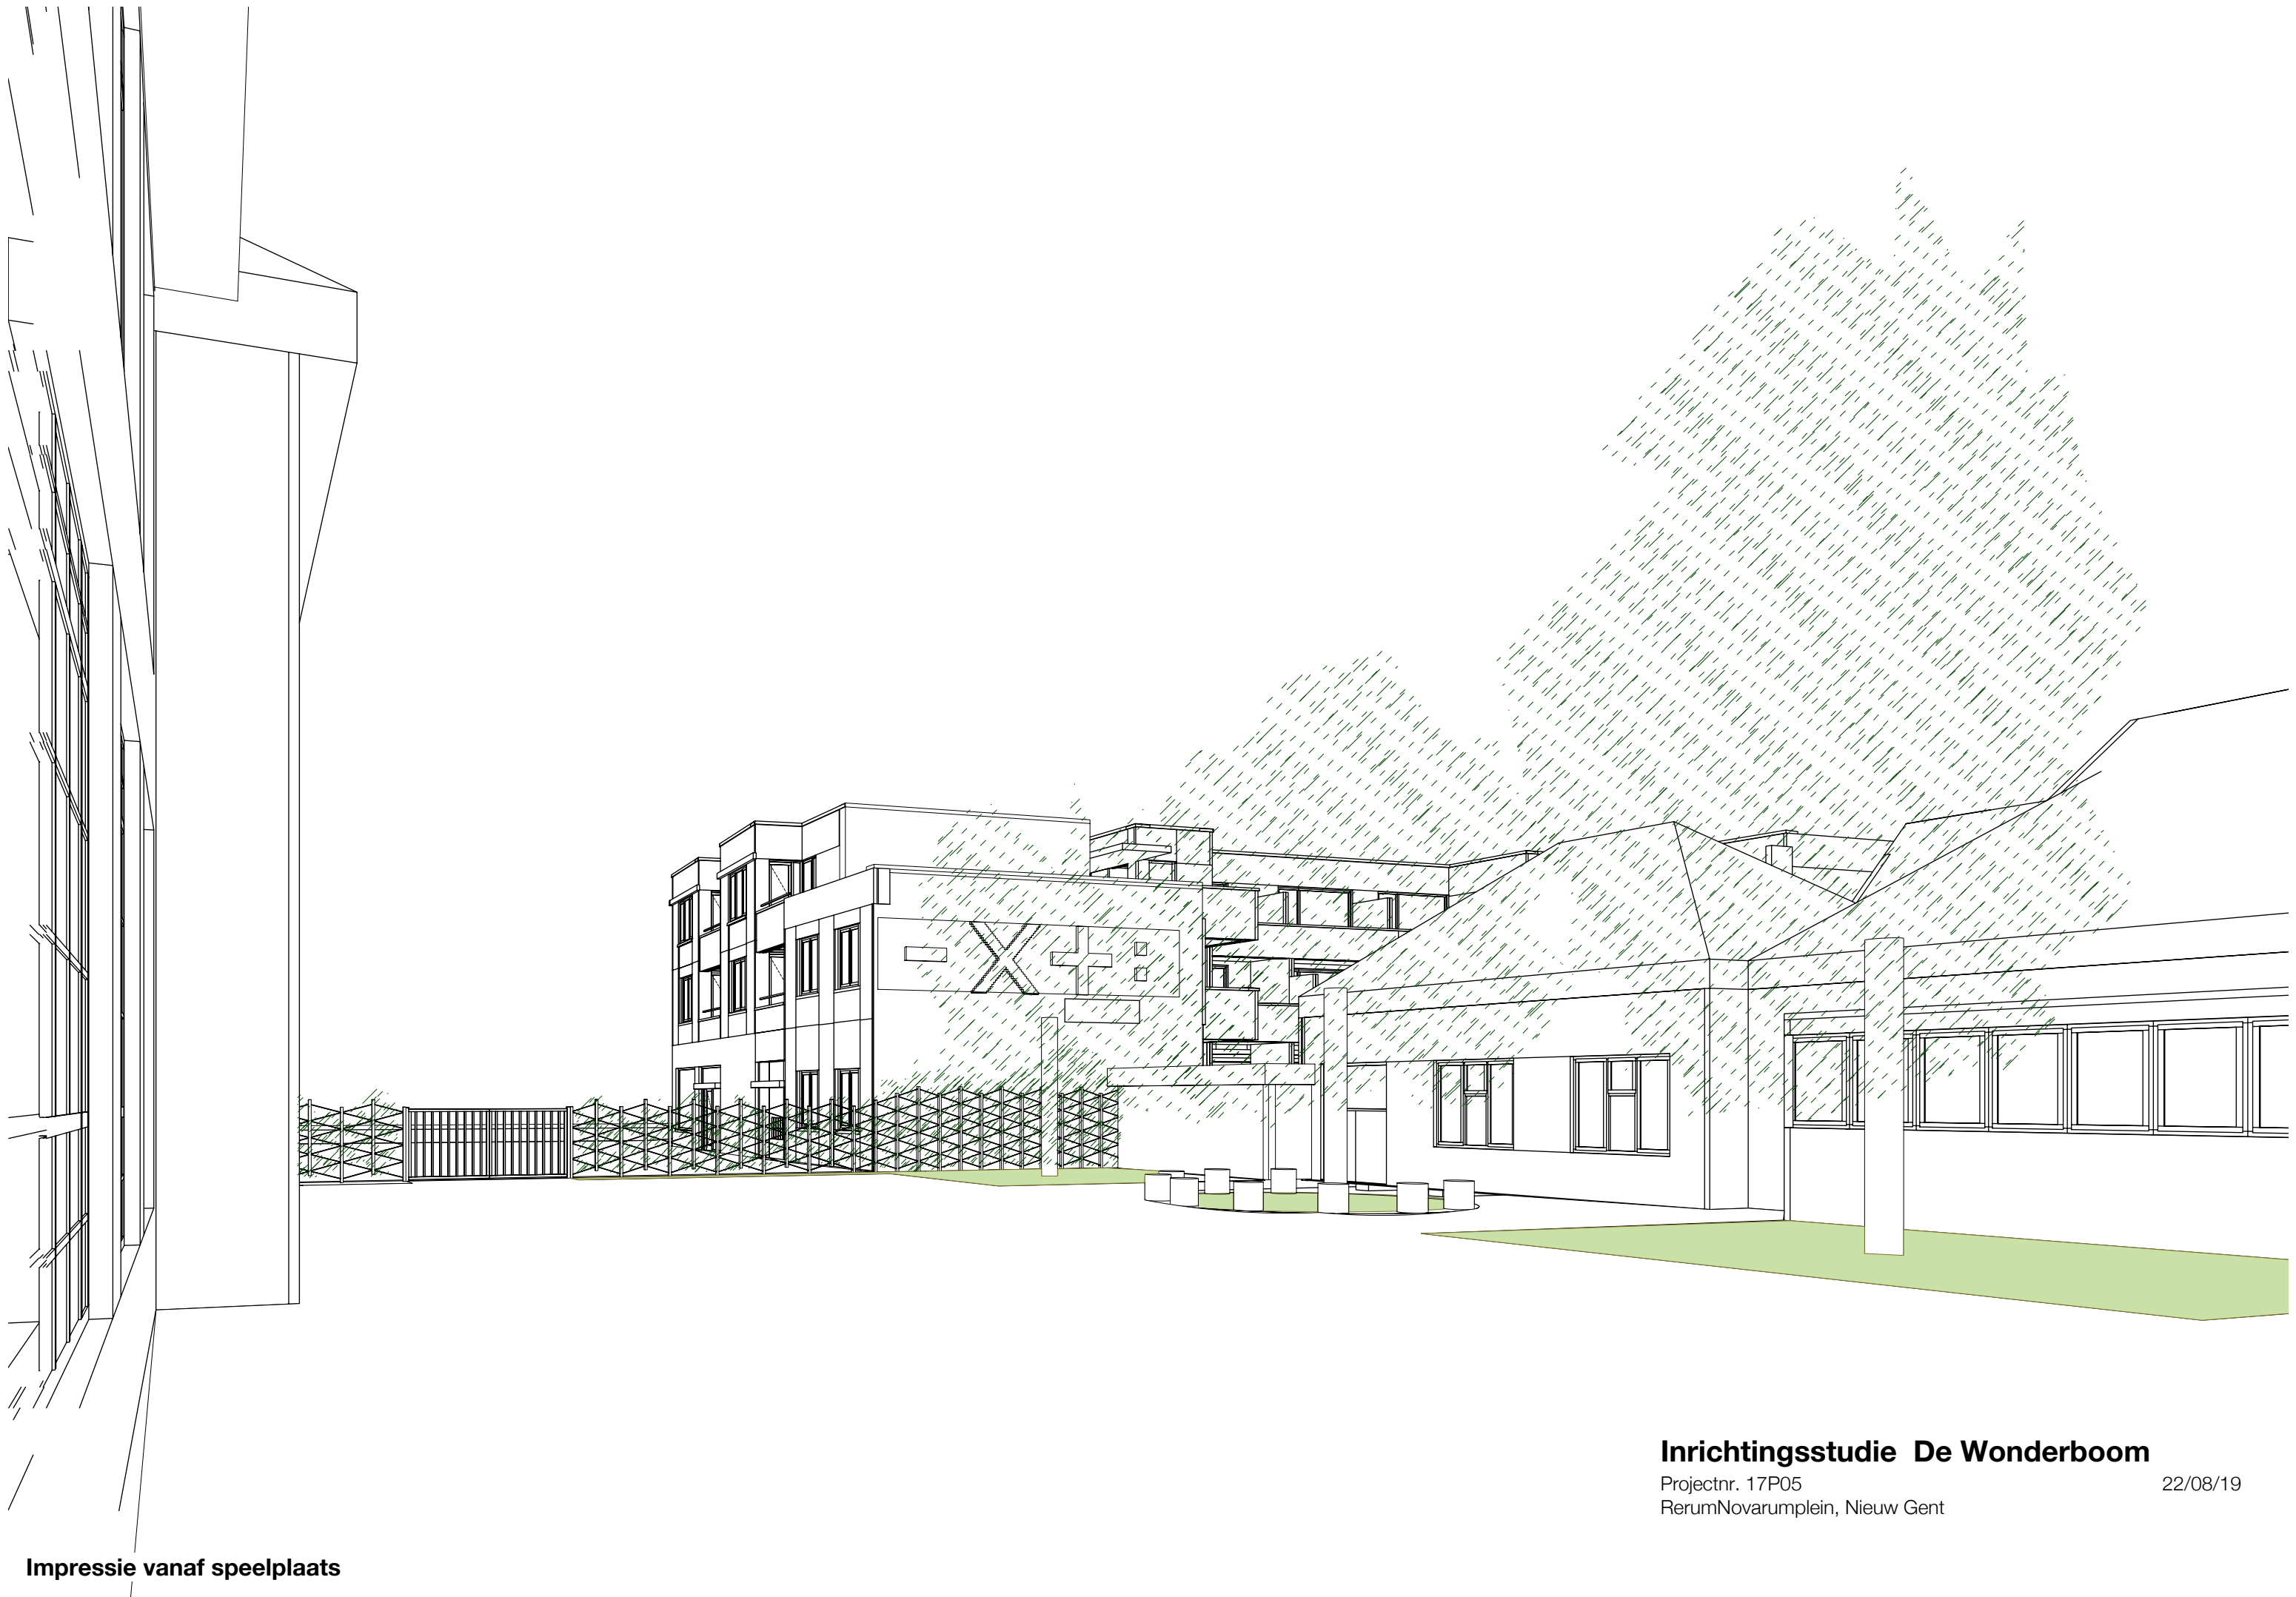 - X + :
Inrichtingsstudie De Wonderboom
Projectnr. 17P05 22/08/19
RerumNovarumplein, Nieuw Gent
Impressie vanaf speelplaats